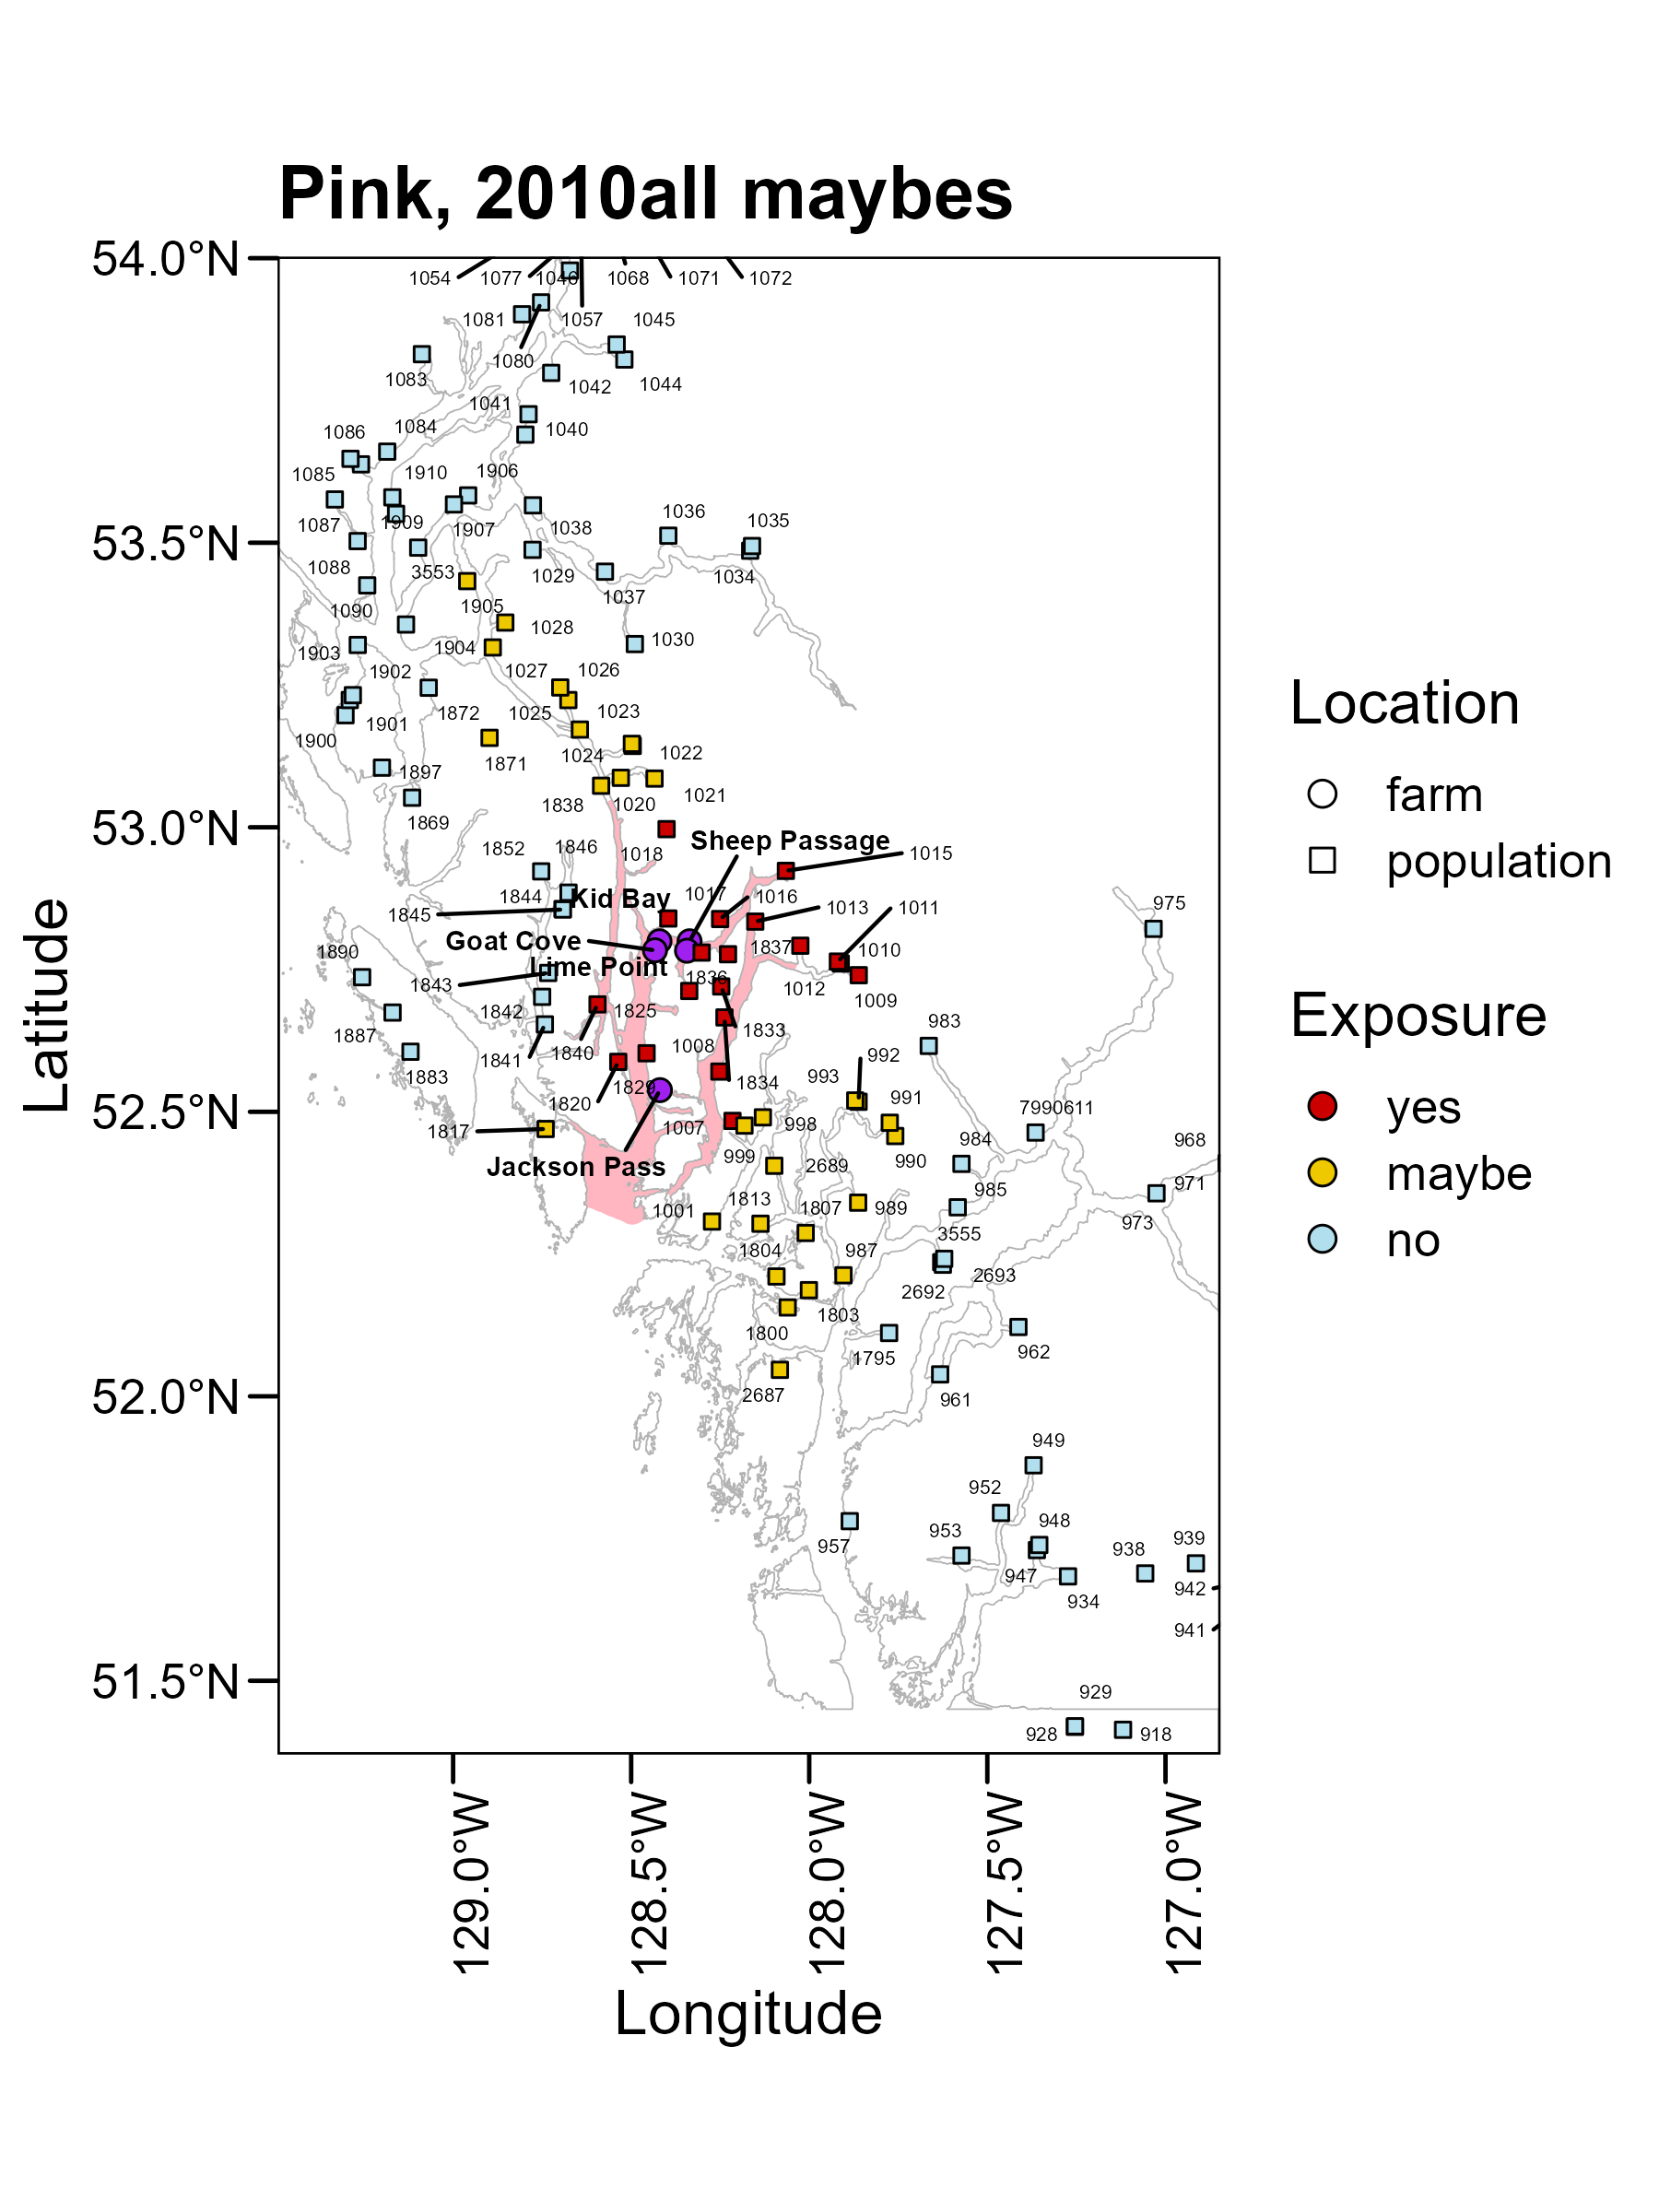 Pink, 2010all maybes
54.0°N
53.5°N
53.0°N
52.5°N
52.0°N
51.5°N
Latitude
1054 1077 1046 1068 1071 1072
1081 1057 1045
1080
1083 1042 1044
1041
1086 1084 1040
1085 1910 1906
1087 1909 1907 1038 1036 1035
1088 3553 1029 1034
1090 1905 1037
1903 1904 1028 1030
1902 1027 1026
1900 1901 1872 1025 1023
1871 1024 1022
1897 1838 1020 1021
1869
1852 1846 1018 Sheep Passage 1015
1844 Kid Bay 1017 1016
1845 1013 1011
975
Goat Cove 1837 1010
1890 Lime Point
1843 1836 1012 1009
1842 1825
1887 1833 983
1841 1840 1008 992
1883 1829 1834 993
1820 991 7990611
1817 1007 998 984 968
Jackson Pass 999 2689 990
1813 985 971
1001 1807 989 973
1804 987 3555
2692 2693
1800 1803
1795 962
2687 961
949
952
953 948
957 947 938 939
934 942
941
929
928 918
129.0°W
128.5°W
128.0°W
127.5°W
127.0°W
Longitude
Location
farm
population
Exposure
yes
maybe
no